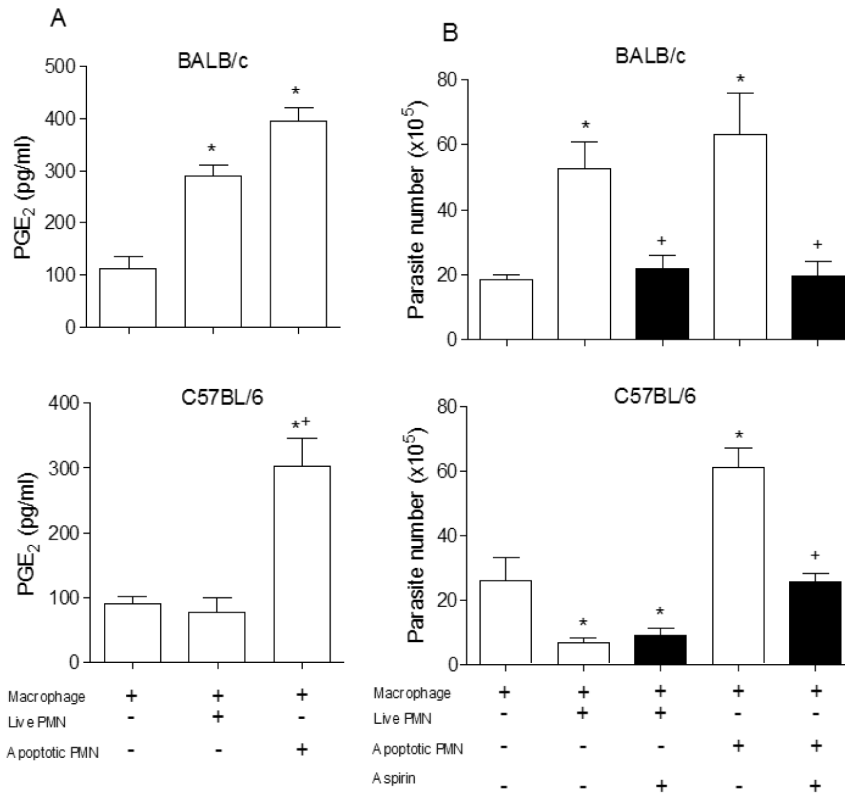 A
BALB/c
PGE2 (pg/ml)
500
400
300
200
100
0
*
*
C57BL/6
PGE2 (pg/ml)
400
300
200
100
0
*+
Macrophage + + +
Live PMN - + -
Apoptotic PMN - - +
B
BALB/c
Parasite number (x10^5)
80
60
40
20
0
*
+
*
+
C57BL/6
Parasite number (x10^5)
80
60
40
20
0
*
*
*
+
Macrophage + + + + +
Live PMN - + + - -
Apoptotic PMN - - - + +
Aspirin - - + - +